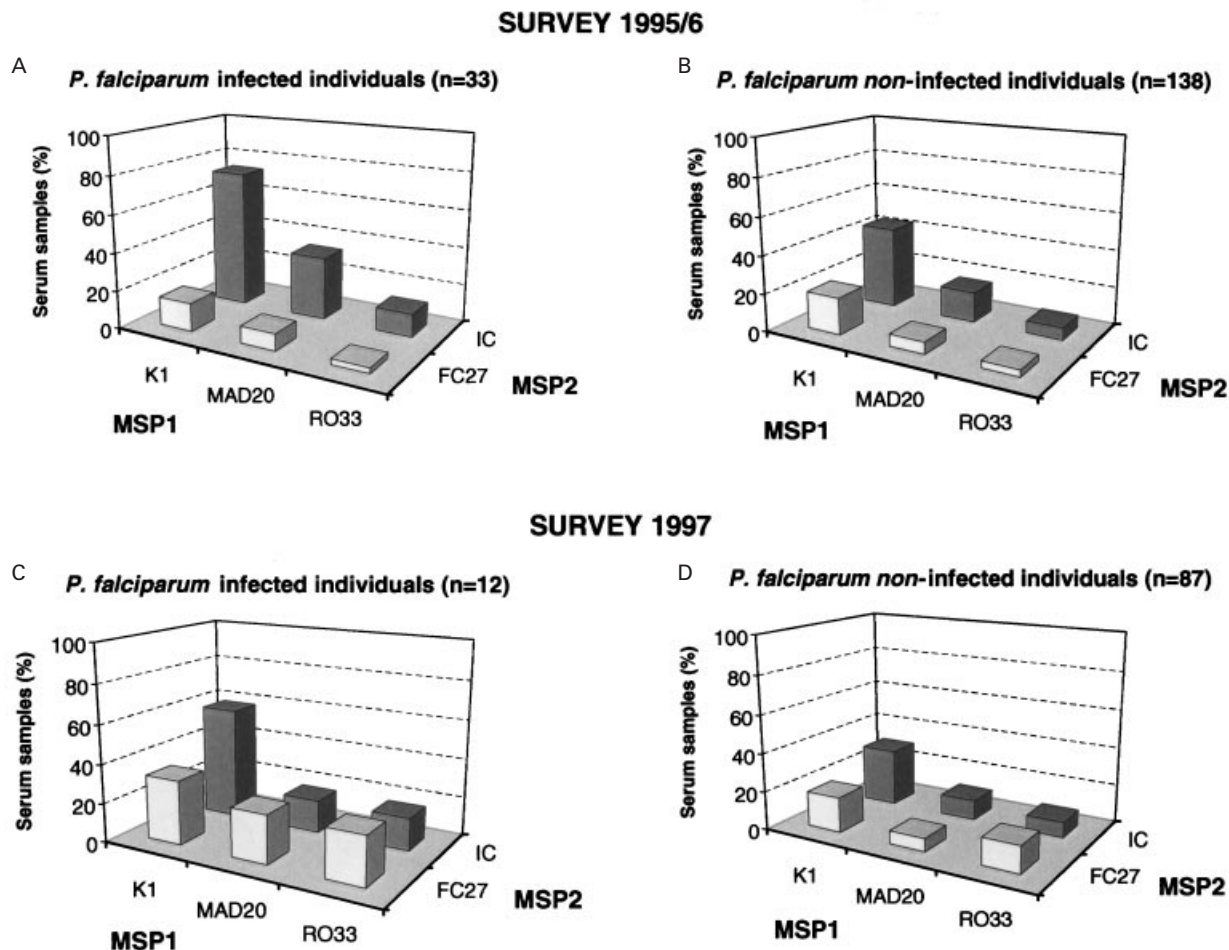 SURVEY 1995/6
A
P. falciparum infected individuals (n=33)
Serum samples (%)
100
80
60
40
20
0
K1
MAD20
RO33
MSP1
FC27
IC
MSP2
B
P. falciparum non-infected individuals (n=138)
Serum samples (%)
100
80
60
40
20
0
K1
MAD20
RO33
MSP1
FC27
IC
MSP2
SURVEY 1997
C
P. falciparum infected individuals (n=12)
Serum samples (%)
100
80
60
40
20
0
K1
MAD20
RO33
MSP1
FC27
IC
MSP2
D
P. falciparum non-infected individuals (n=87)
Serum samples (%)
100
80
60
40
20
0
K1
MAD20
RO33
MSP1
FC27
IC
MSP2